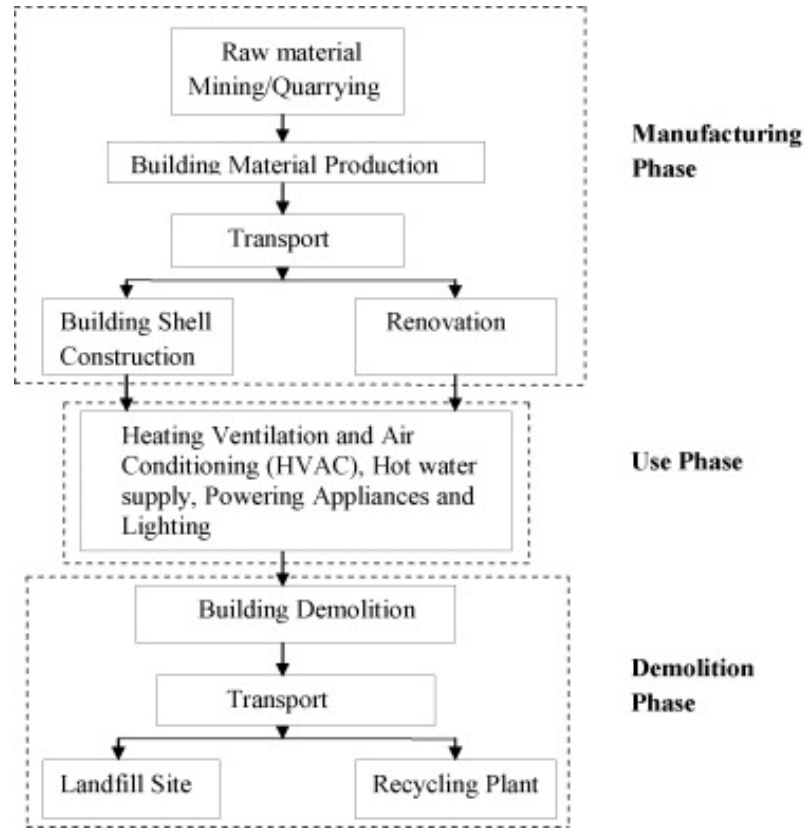 Raw material
Mining/Quarrying
Manufacturing
Phase
Building Material Production
Transport
Building Shell
Construction
Renovation
Heating Ventilation and Air
Conditioning (HVAC), Hot water
supply, Powering Appliances and
Lighting
Use Phase
Building Demolition
Transport
Demolition
Phase
Landfill Site
Recycling Plant